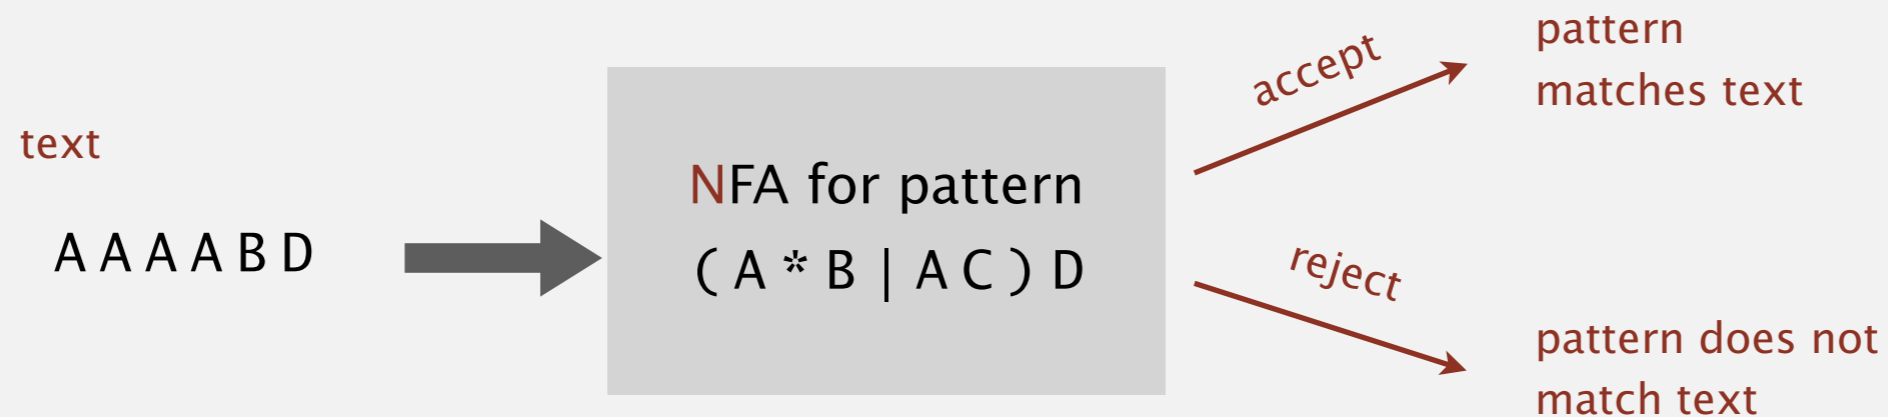 text
A A A A B D
NFA for pattern
( A * B | A C ) D
accept
pattern
matches text
reject
pattern does not
match text